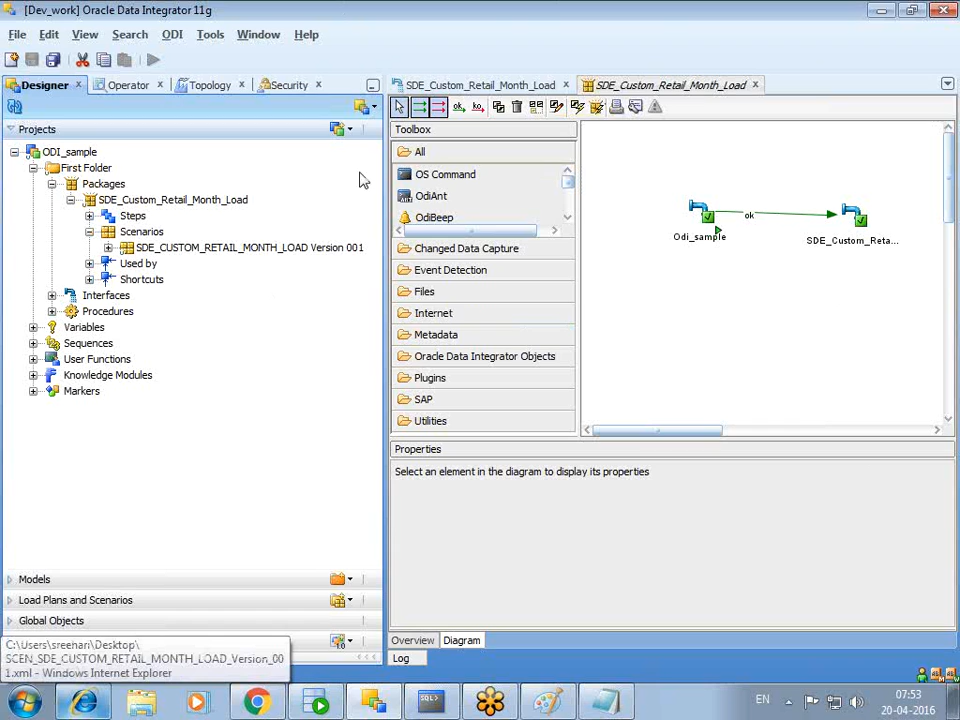 [Dev_work] Oracle Data Integrator 11g
File Edit View Search ODI Tools Window Help
Designer Operator Topology Security
SDE_Custom_Retail_Month_Load SDE_Custom_Retail_Month_Load
Projects
ODI_sample
First Folder
Packages
SDE_Custom_Retail_Month_Load
Steps
Scenarios
SDE_CUSTOM_RETAIL_MONTH_LOAD Version 001
Used by
Shortcuts
Interfaces
Procedures
Variables
Sequences
User Functions
Knowledge Modules
Markers
Models
Load Plans and Scenarios
Global Objects
C:\Users\sreehari\Desktop\
SCEN_SDE_CUSTOM_RETAIL_MONTH_LOAD_Version_00
1.xml - Windows Internet Explorer
ok ko
Toolbox
All
OS Command
OdiAnt
OdiBeep
Changed Data Capture
Event Detection
Files
Internet
Metadata
Oracle Data Integrator Objects
Plugins
SAP
Utilities
ok
Odi_sample
SDE_Custom_Reta...
Properties
Select an element in the diagram to display its properties
Overview Diagram
Log
SQL>
EN
07:53
20-04-2016